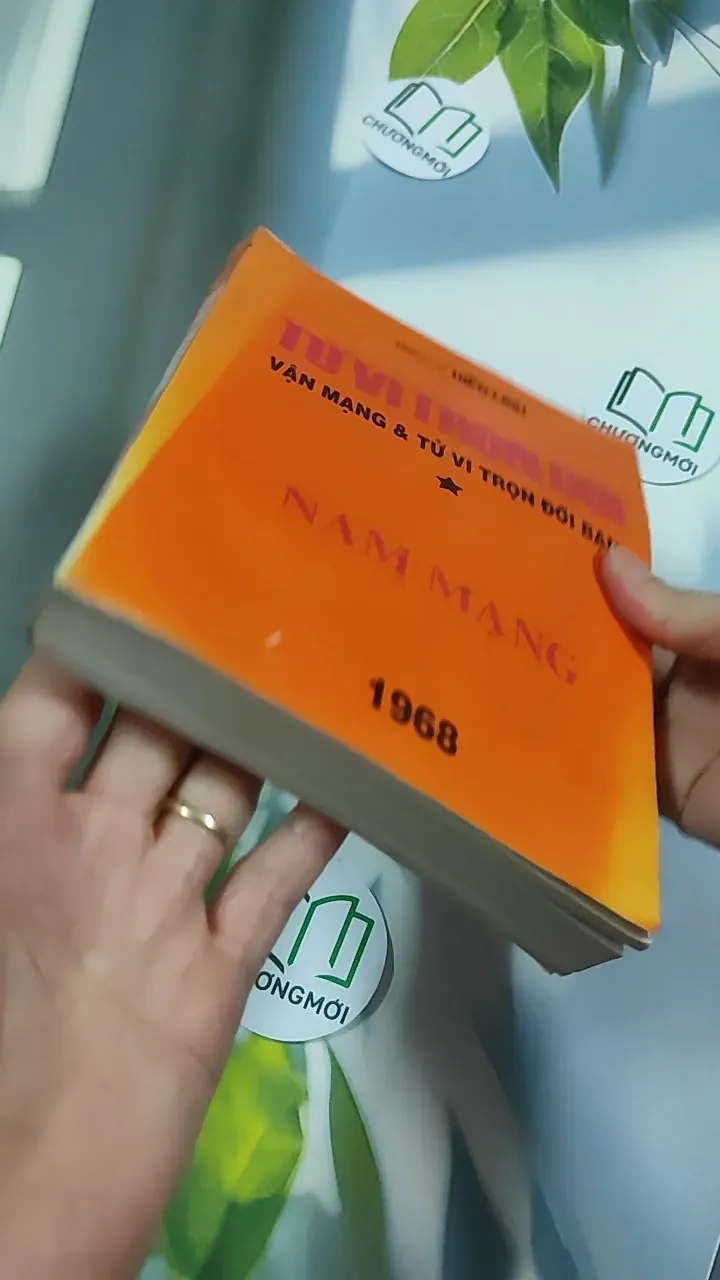 CHƯƠNGMỚI
CHƯƠNGMỚI
TỬ VI TRỌN ĐỜI
VẬN MẠNG & TỬ VI TRỌN ĐỜI BẠN
NAM MẠNG
1968
ƠNGMỚI